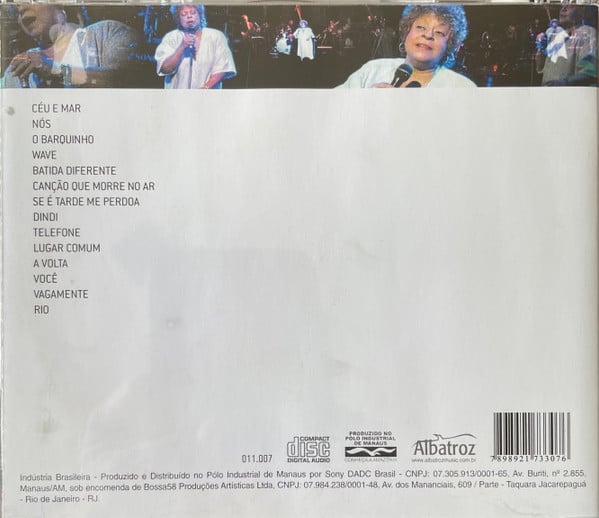 CÉU E MAR
NÓS
O BARQUINHO
WAVE
BATIDA DIFERENTE
CANÇÃO QUE MORRE NO AR
SE É TARDE ME PERDOA
DINDI
TELEFONE
LUGAR COMUM
A VOLTA
VOCÊ
VAGAMENTE
RIO
011.007
COMPACT
disc
DIGITAL AUDIO
PRODUZIDO NO
PÓLO INDUSTRIAL
DE MANAUS
CONHEÇA A AMAZÔNIA
Albatroz
www.albatrozmusic.com.br
7898921733076
Indústria Brasileira - Produzido e Distribuído no Pólo Industrial de Manaus por Sony DADC Brasil - CNPJ: 07.305.913/0001-65, Av. Buriti, nº 2.855,
Manaus/AM, sob encomenda de Bossa58 Produções Artísticas Ltda, CNPJ: 07.984.238/0001-48, Av. dos Mananciais, 609 / Parte - Taquara Jacarepaguá
- Rio de Janeiro - RJ.